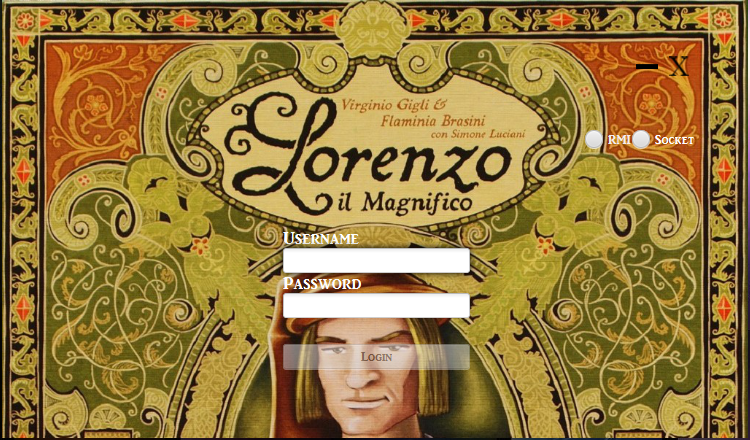 X
Virginio Gigli &
Flaminia Brasini
con Simone Luciani
Lorenzo
il Magnifico
RMI Socket
Username
Password
Login